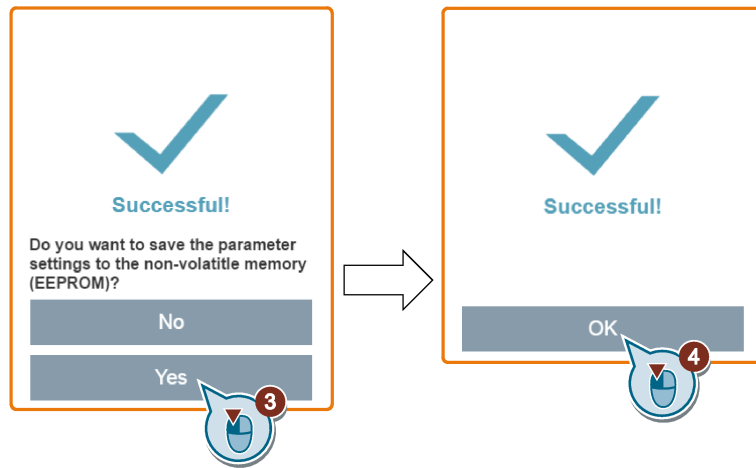 Successful!
Do you want to save the parameter
settings to the non-volatitle memory
(EEPROM)?
No
Yes
3
Successful!
OK
4